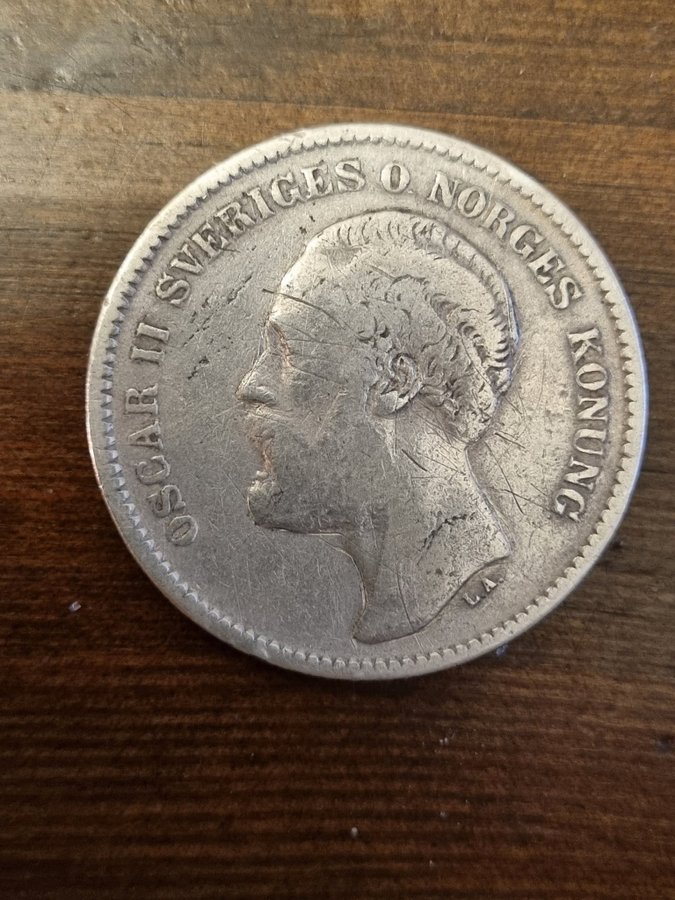 OSCAR II SVERIGES O. NORGES KONUNG
L.A.